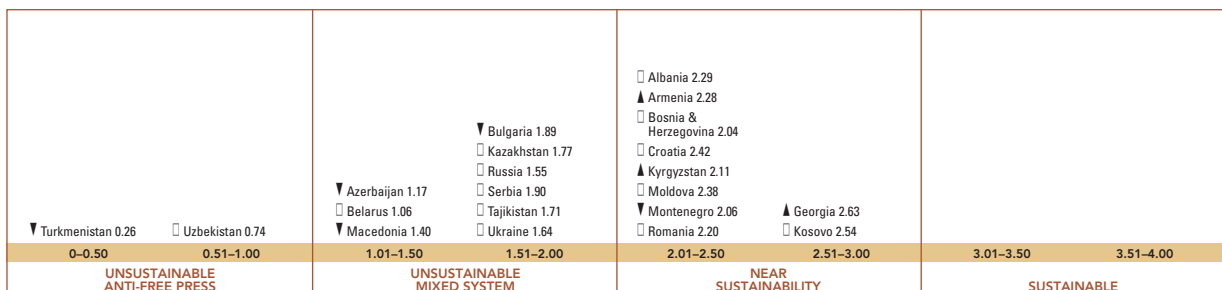 ▼ Turkmenistan 0.26
□ Uzbekistan 0.74
▼ Azerbaijan 1.17
□ Belarus 1.06
▼ Macedonia 1.40
▼ Bulgaria 1.89
□ Kazakhstan 1.77
□ Russia 1.55
□ Serbia 1.90
□ Tajikistan 1.71
□ Ukraine 1.64
□ Albania 2.29
▲ Armenia 2.28
□ Bosnia &
Herzegovina 2.04
□ Croatia 2.42
▲ Kyrgyzstan 2.11
□ Moldova 2.38
▼ Montenegro 2.06
□ Romania 2.20
▲ Georgia 2.63
□ Kosovo 2.54
0–0.50 0.51–1.00 1.01–1.50 1.51–2.00 2.01–2.50 2.51–3.00 3.01–3.50 3.51–4.00
UNSUSTAINABLE
ANTI-FREE PRESS
UNSUSTAINABLE
MIXED SYSTEM
NEAR
SUSTAINABILITY
SUSTAINABLE